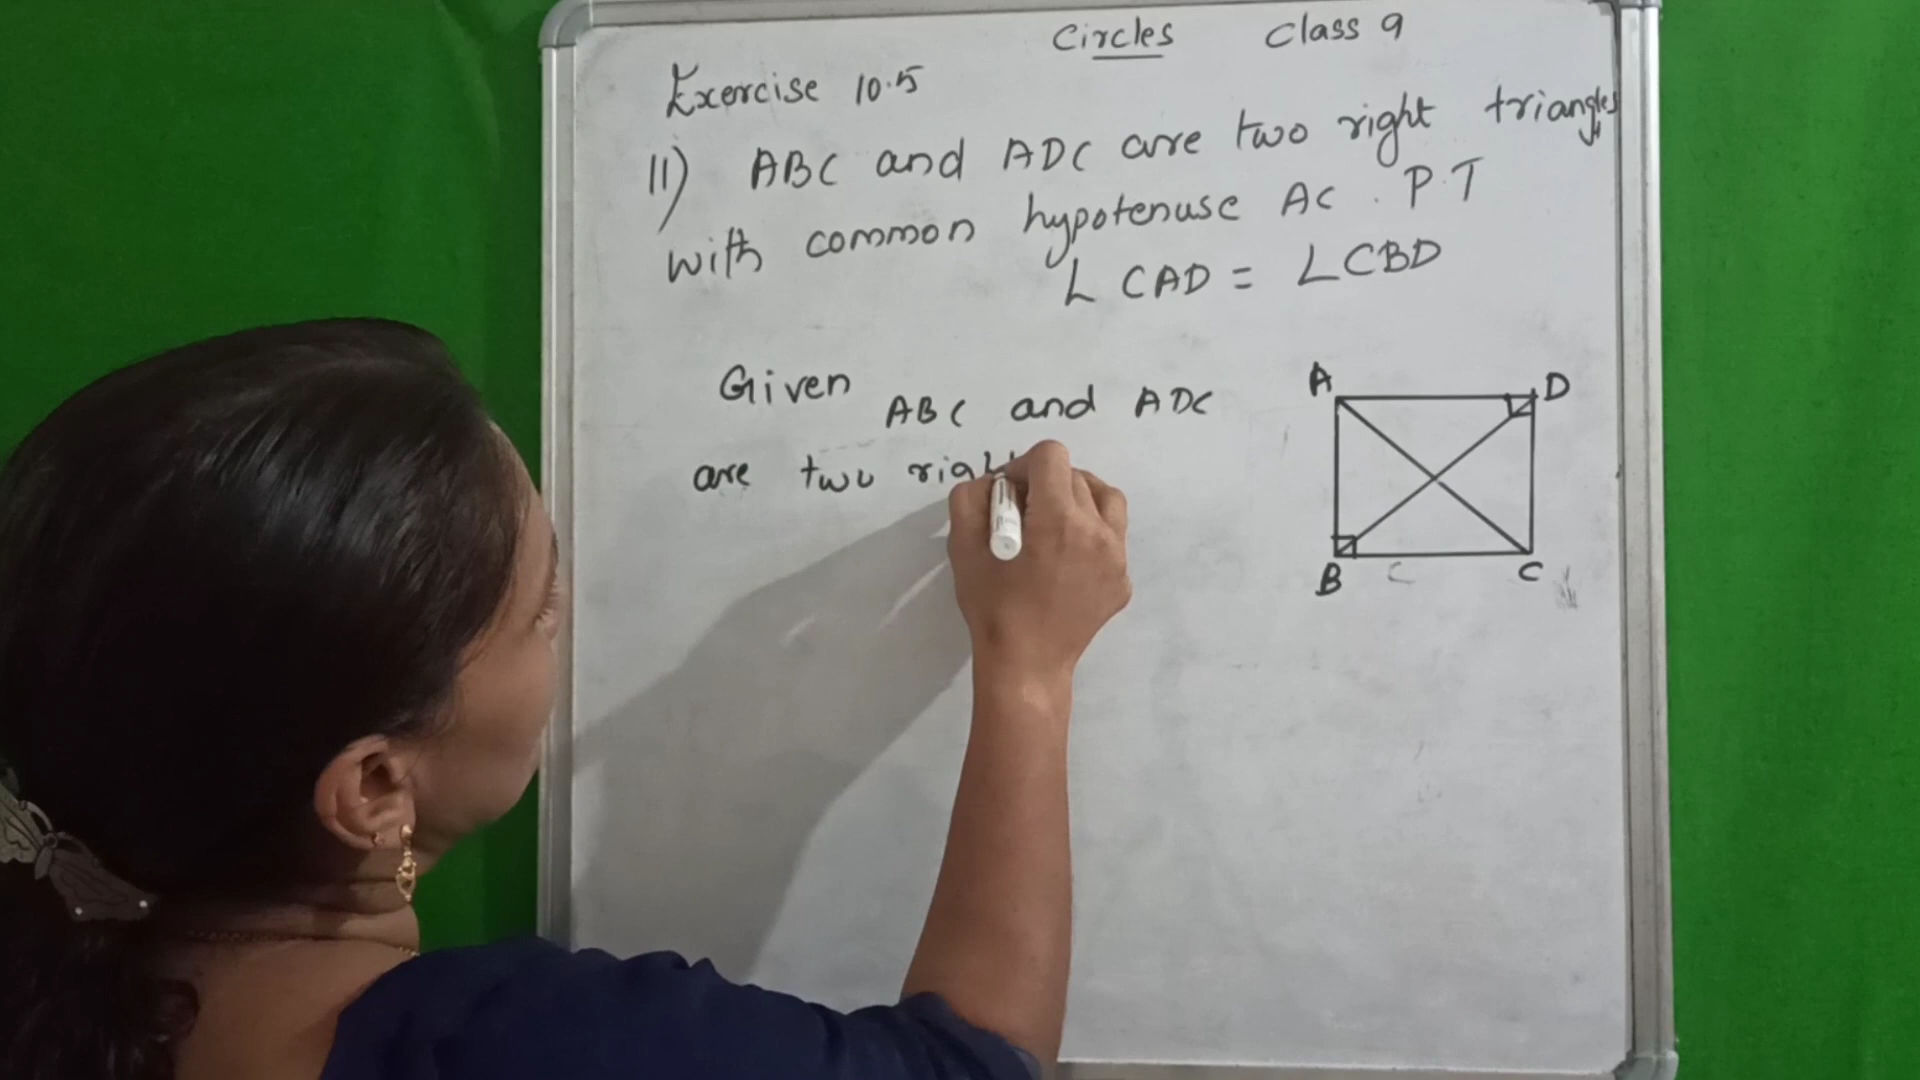 Circles Class 9
Exercise 10.5
11) ABC and ADC are two right triangles
with common hypotenuse AC. P.T
∠CAD = ∠CBD
Given ABC and ADC
are two right
A
D
B
C
C